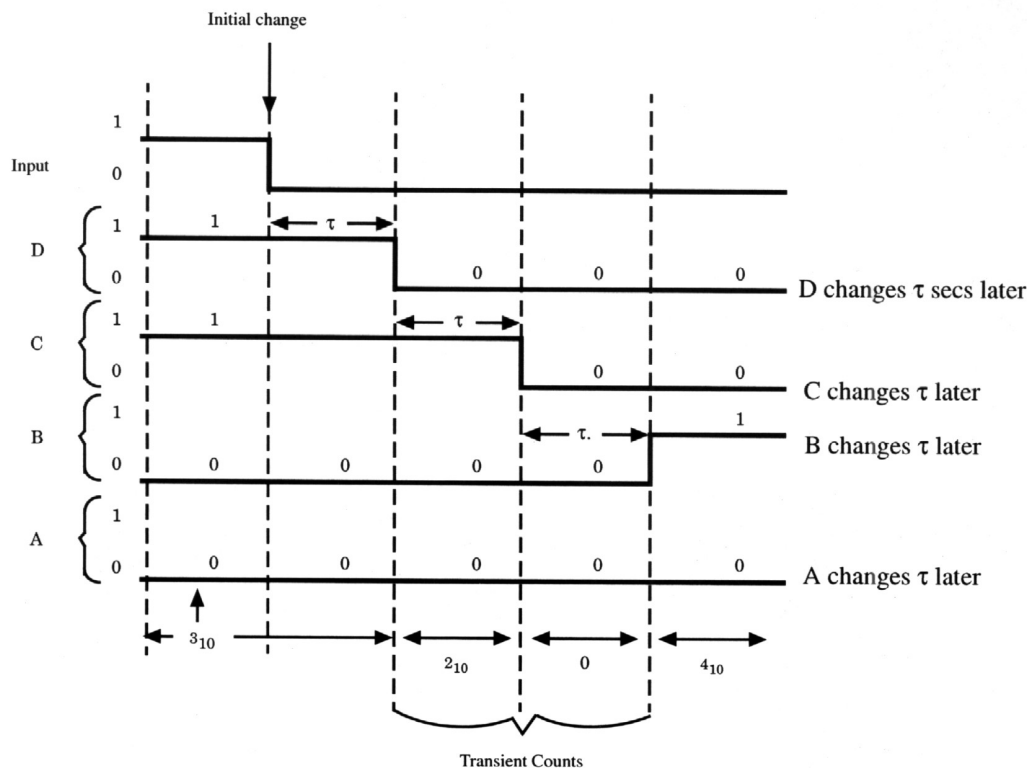 Initial change
1
Input
0
1 1 τ
D
0 0 0 0
D changes τ secs later
1 1 τ
C
0 0 0
C changes τ later
1 τ. 1
B
B changes τ later
0 0 0 0 0
1
A
0 0 0 0 0 0
A changes τ later
3₁₀
2₁₀ 0 4₁₀
Transient Counts